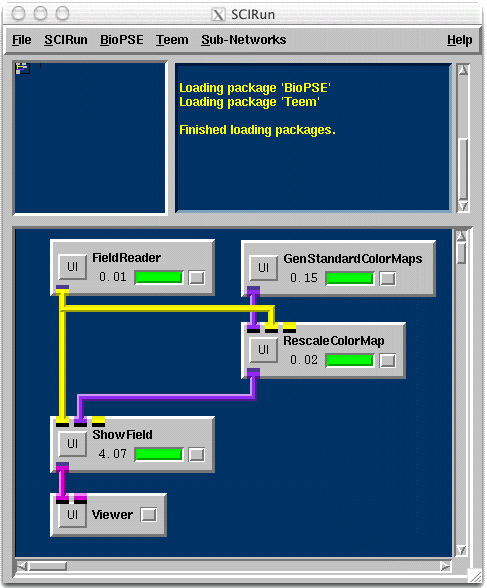 SCIRun
File SCIRun BioPSE Teem Sub-Networks Help
Loading package 'BioPSE'
Loading package 'Teem'
Finished loading packages.
UI FieldReader
0.01
UI GenStandardColorMaps
0.15
UI RescaleColorMap
0.02
UI ShowField
4.07
UI Viewer